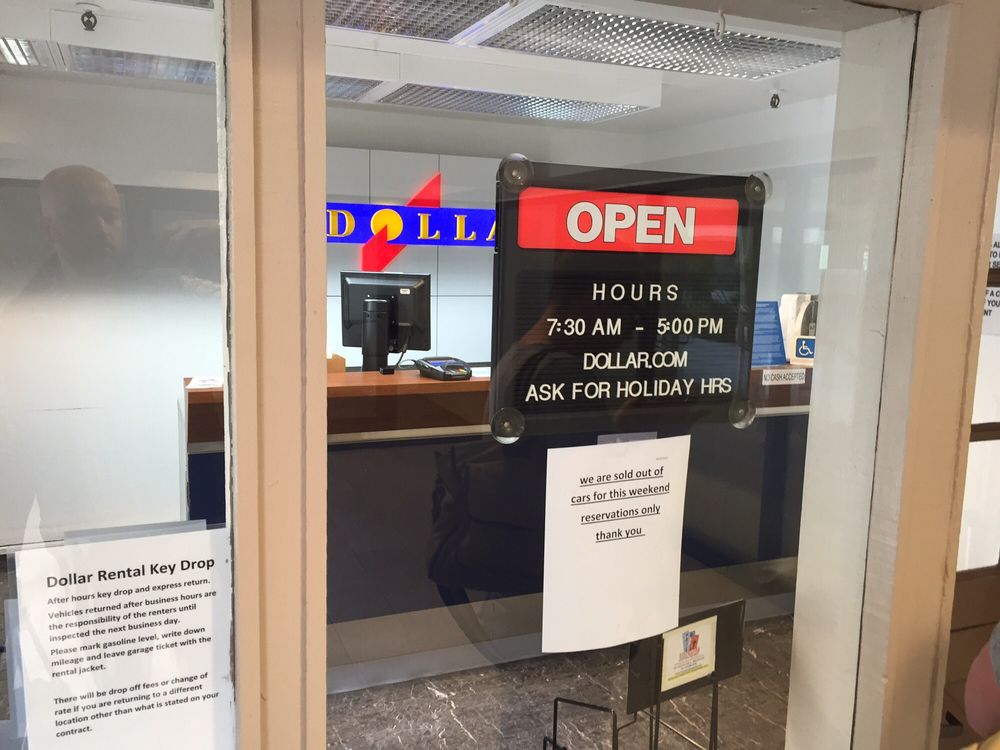 DOLLA
OPEN
HOURS
7:30 AM - 5:00 PM
DOLLAR.COM
ASK FOR HOLIDAY HRS
NO CASH ACCEPTED
we are sold out of
cars for this weekend
reservations only
thank you
Dollar Rental Key Drop
After hours key drop and express return.
Vehicles returned after business hours are
the responsibility of the renters until
inspected the next business day.
Please mark gasoline level, write down
mileage and leave garage ticket with the
rental jacket.
There will be drop off fees or change of
rate if you are returning to a different
location other than what is stated on your
contract.